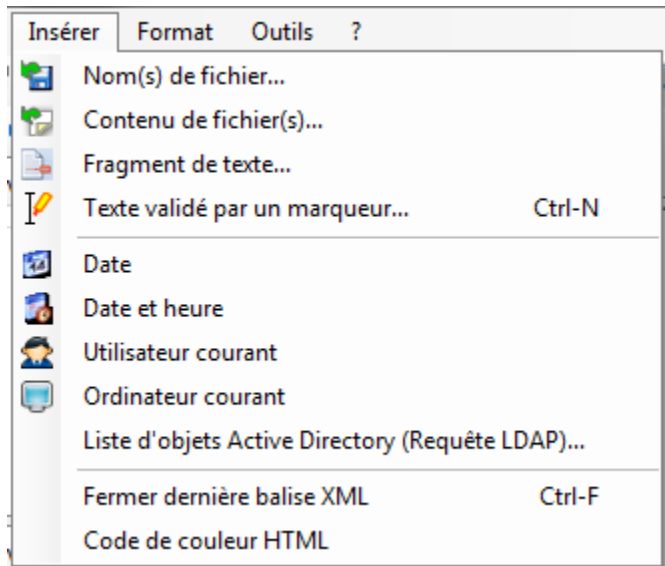 Insérer Format Outils ?
Nom(s) de fichier...
Contenu de fichier(s)...
Fragment de texte...
Texte validé par un marqueur... Ctrl-N
Date
Date et heure
Utilisateur courant
Ordinateur courant
Liste d'objets Active Directory (Requête LDAP)...
Fermer dernière balise XML Ctrl-F
Code de couleur HTML